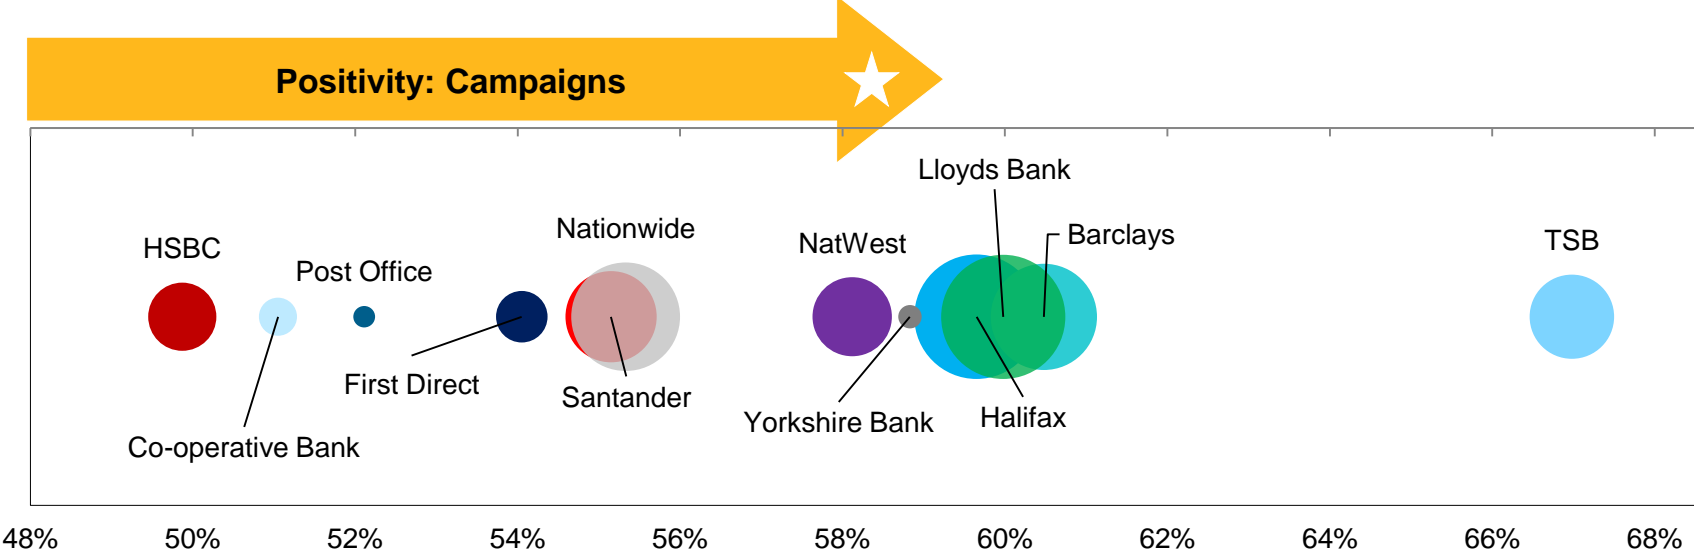 Positivity: Campaigns
Lloyds Bank
Nationwide
Barclays
HSBC
NatWest
TSB
Post Office
First Direct
Santander
Halifax
Yorkshire Bank
Co-operative Bank
48% 50% 52% 54% 56% 58% 60% 62% 64% 66% 68%